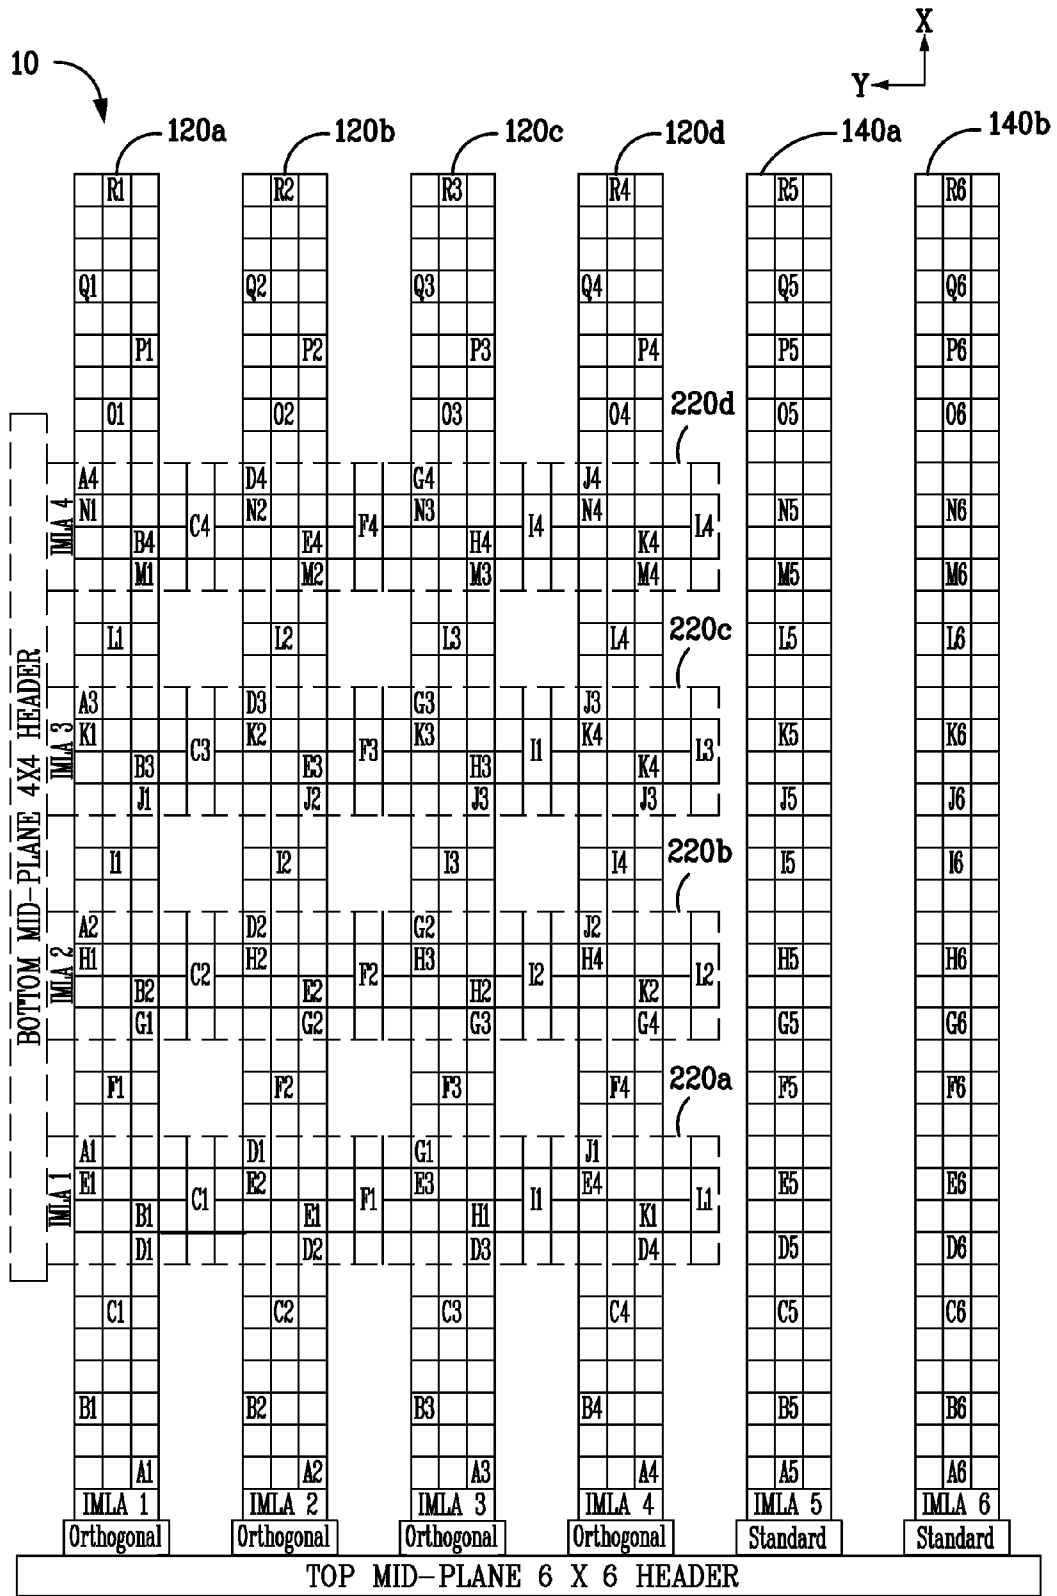 X
10
Y
120a 120b 120c 120d 140a 140b
R1 R2 R3 R4 R5 R6
Q1 Q2 Q3 Q4 Q5 Q6
P1 P2 P3 P4 P5 P6
220d
O1 O2 O3 O4 O5 O6
A4 D4 G4 J4
N1 N2 N3 N4 N5 N6
IMLA 4
C4 F4 I4 L4
B4 E4 H4 K4
M1 M2 M3 M4 M5 M6
220c
L1 L2 L3 L4 L5 L6
A3 D3 G3 J3
K1 K2 K3 K4 K5 K6
IMLA 3
C3 F3 I1 L3
B3 E3 H3 K4
J1 J2 J3 J3 J5 J6
BOTTOM MID-PLANE 4X4 HEADER
220b
I1 I2 I3 I4 I5 I6
A2 D2 G2 J2
H1 H2 H3 H4 H5 H6
IMLA 2
C2 F2 I2 L2
B2 E2 H2 K2
G1 G2 G3 G4 G5 G6
220a
F1 F2 F3 F4 F5 F6
A1 D1 G1 J1
E1 E2 E3 E4 E5 E6
IMLA 1
C1 F1 I1 L1
B1 E1 H1 K1
D1 D2 D3 D4 D5 D6
C1 C2 C3 C4 C5 C6
B1 B2 B3 B4 B5 B6
A1 A2 A3 A4 A5 A6
IMLA 1 IMLA 2 IMLA 3 IMLA 4 IMLA 5 IMLA 6
Orthogonal Orthogonal Orthogonal Orthogonal Standard Standard
TOP MID-PLANE 6 X 6 HEADER